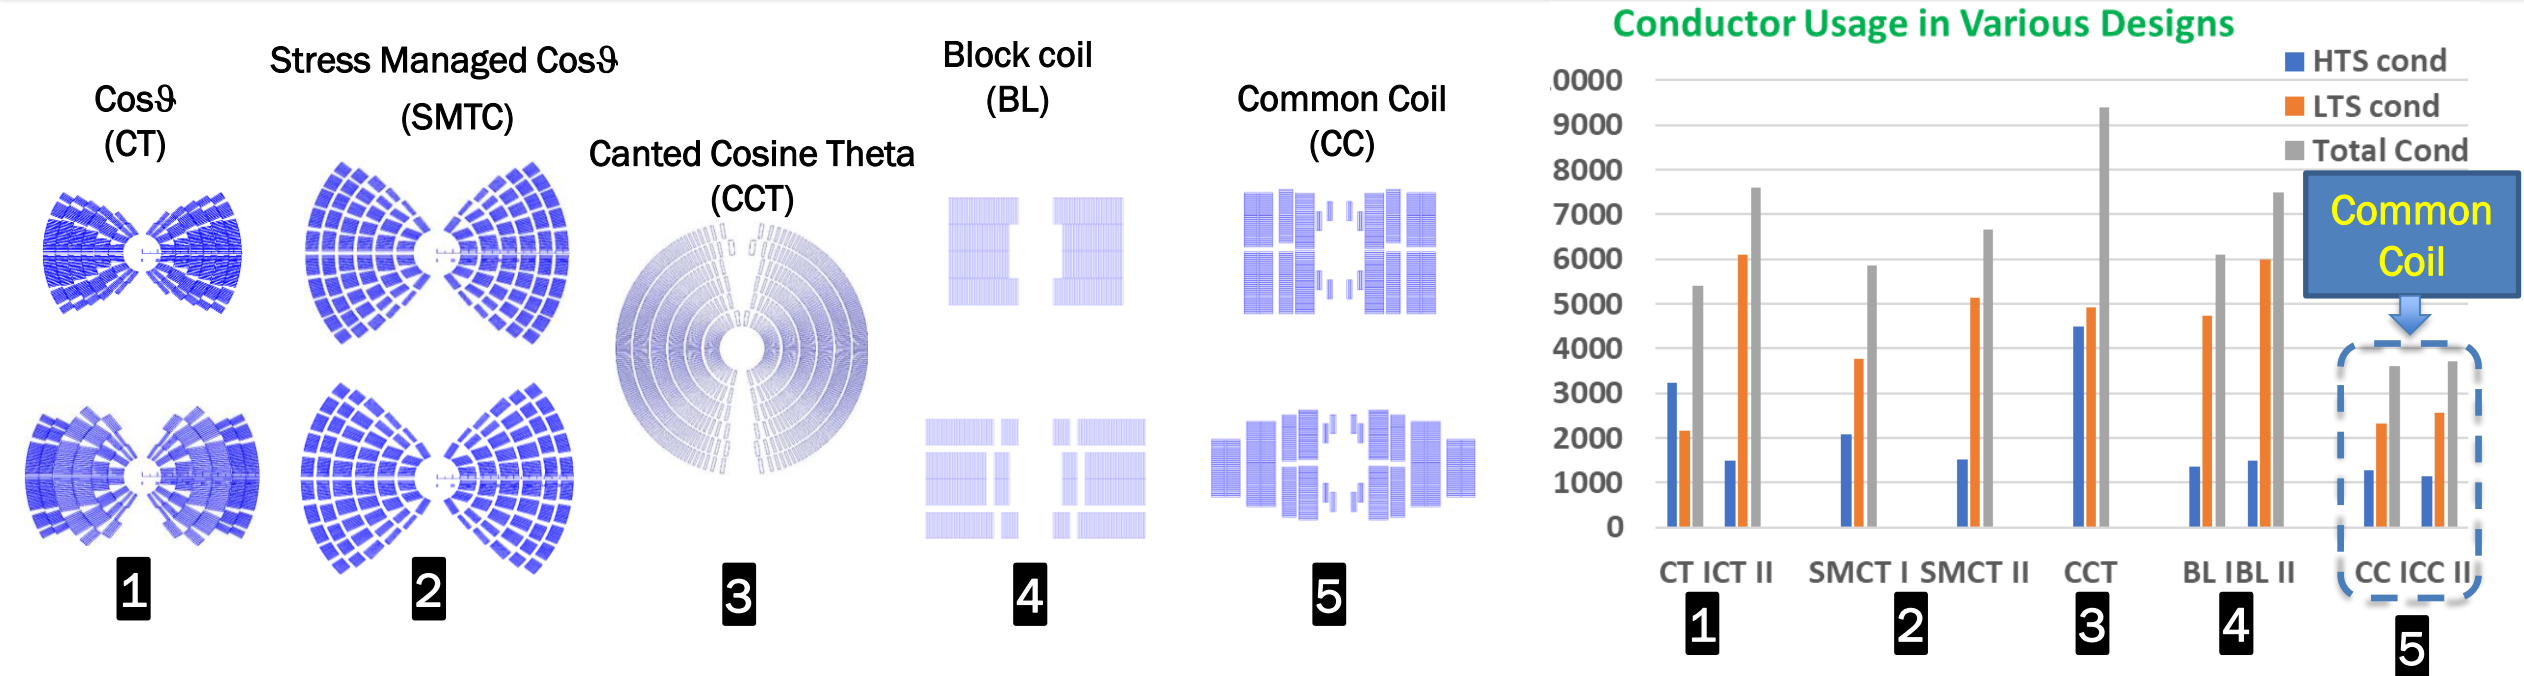 Cosϑ
(CT)
Stress Managed Cosϑ
(SMTC)
Canted Cosine Theta
(CCT)
Block coil
(BL)
Common Coil
(CC)
1
2
3
4
5
Conductor Usage in Various Designs
HTS cond
LTS cond
Total Cond
0000
9000
8000
7000
6000
5000
4000
3000
2000
1000
0
Common
Coil
CT I CT II SMCT I SMCT II CCT BL I BL II CC I CC II
1
2
3
4
5